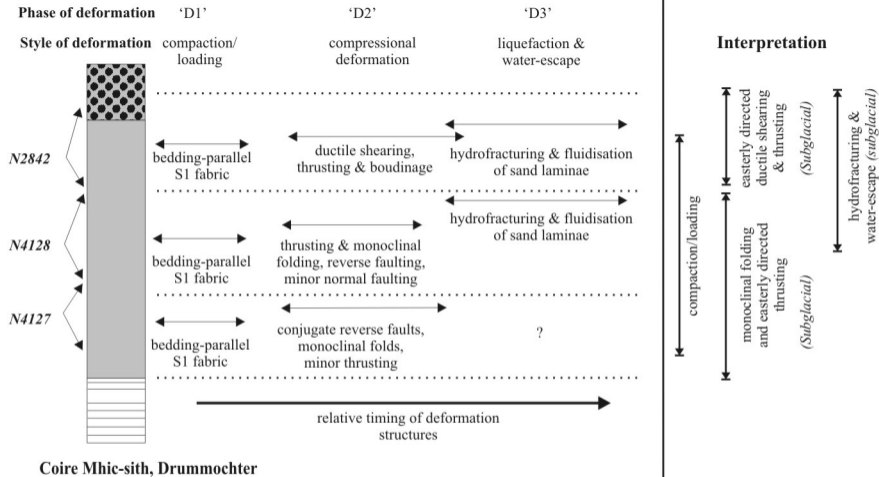 Phase of deformation
'D1'
'D2'
'D3'
Style of deformation
compaction/
loading
compressional
deformation
liquefaction &
water-escape
N2842
bedding-parallel
S1 fabric
ductile shearing,
thrusting & boudinage
hydrofracturing & fluidisation
of sand laminae
N4128
bedding-parallel
S1 fabric
thrusting & monoclinal
folding, reverse faulting,
minor normal faulting
hydrofracturing & fluidisation
of sand laminae
N4127
bedding-parallel
S1 fabric
conjugate reverse faults,
monoclinal folds,
minor thrusting
?
relative timing of deformation
structures
Coire Mhic-sith, Drummochter
Interpretation
compaction/loading
easterly directed
ductile shearing
& thrusting
(Subglacial)
monoclinal folding
and easterly directed
thrusting
(Subglacial)
hydrofracturing &
water-escape (subglacial)